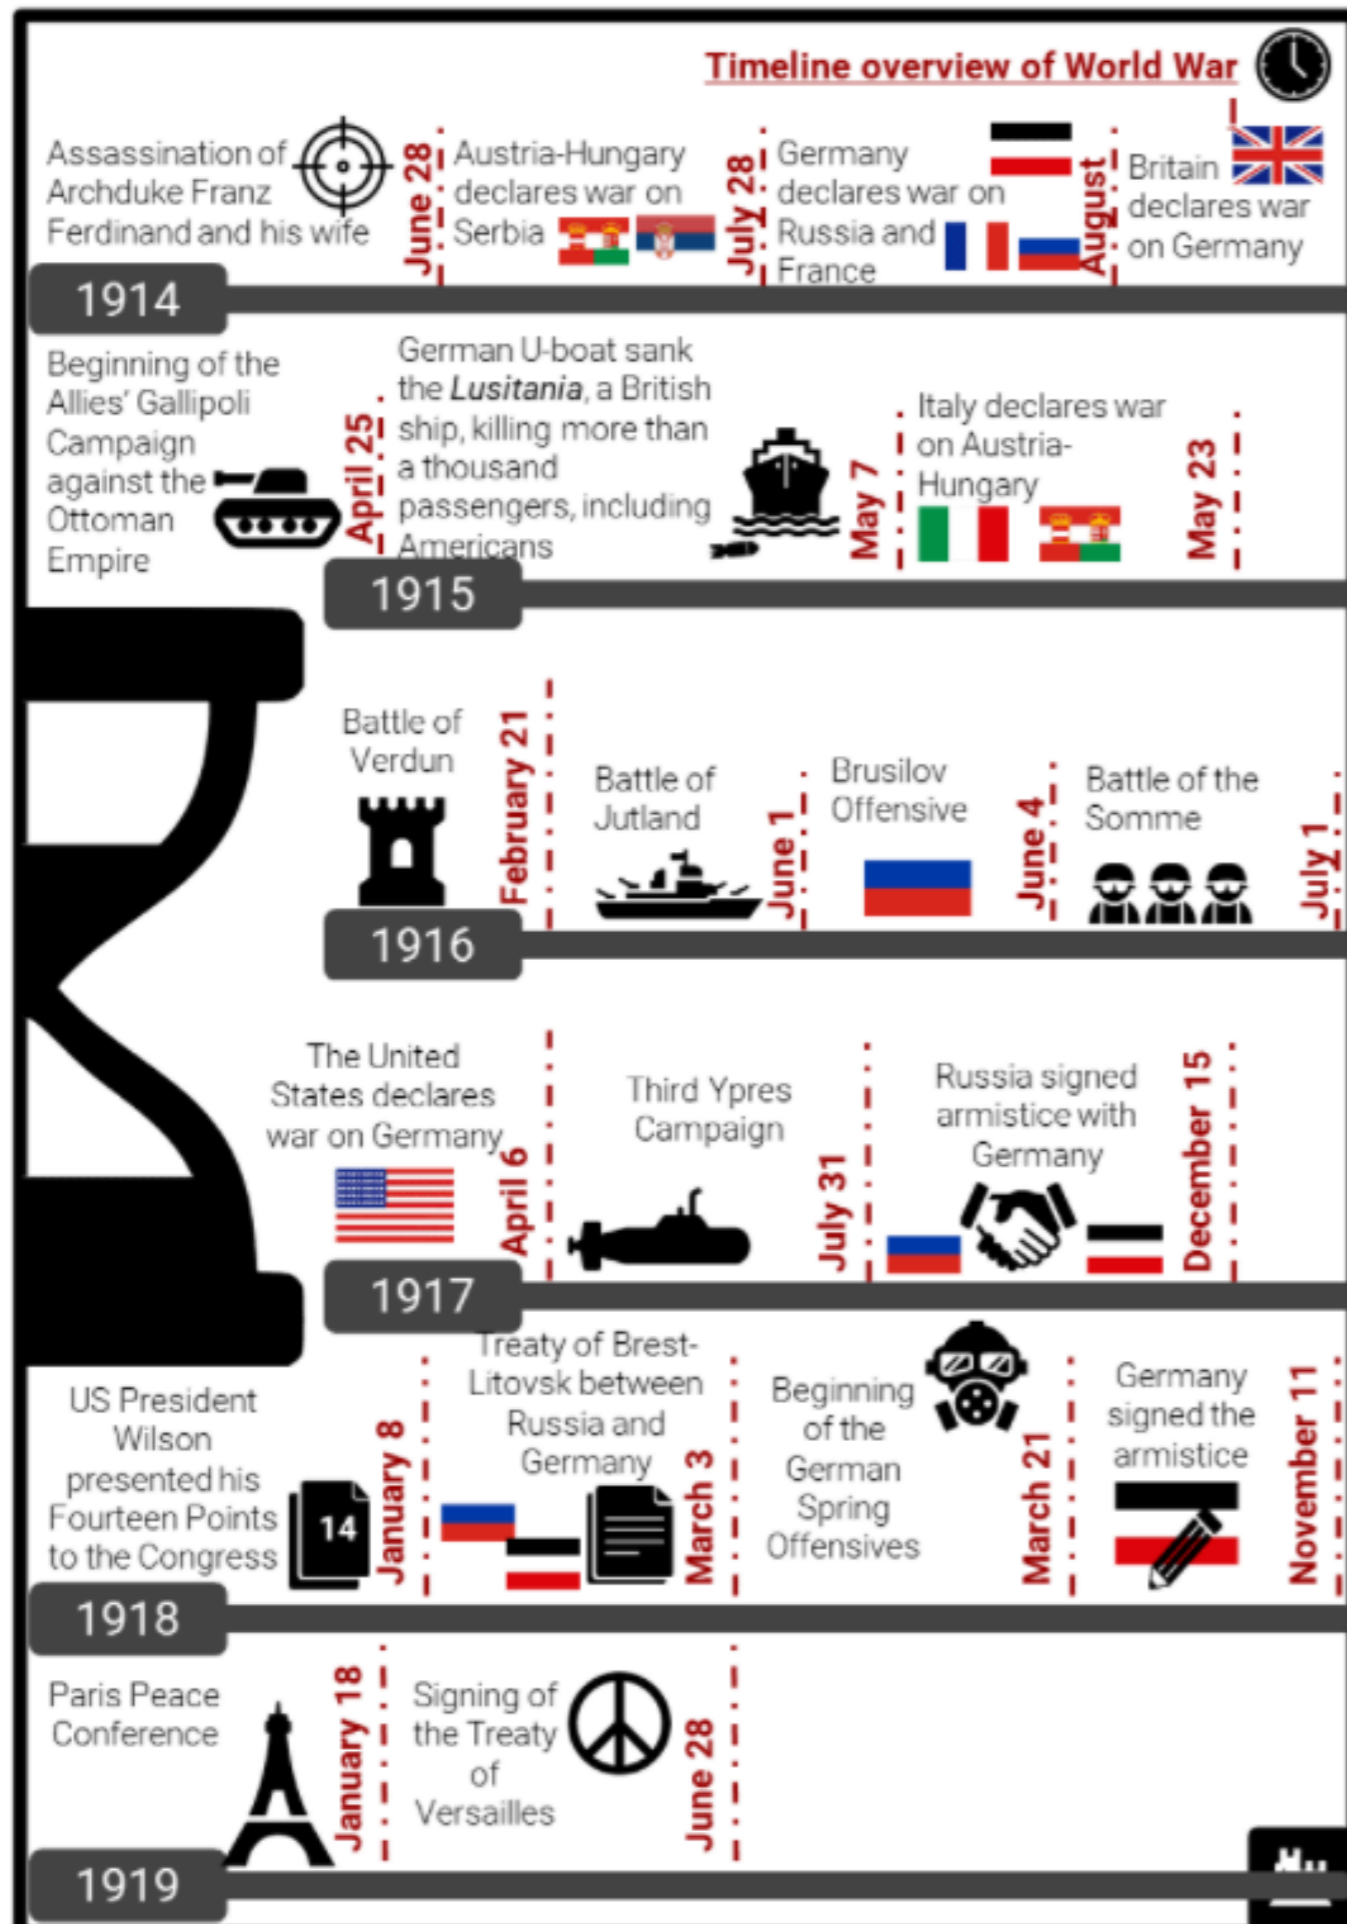 Timeline overview of World War
Assassination of
Archduke Franz
Ferdinand and his wife
June 28
Austria-Hungary
declares war on
Serbia
July 28
Germany
declares war on
Russia and
France
August
Britain
declares war
on Germany
1914
Beginning of the
Allies' Gallipoli
Campaign
against the
Ottoman
Empire
April 25
German U-boat sank
the Lusitania, a British
ship, killing more than
a thousand
passengers, including
Americans
May 7
Italy declares war
on Austria-
Hungary
May 23
1915
Battle of
Verdun
February 21
Battle of
Jutland
June 1
Brusilov
Offensive
June 4
Battle of the
Somme
July 1
1916
The United
States declares
war on Germany
April 6
Third Ypres
Campaign
July 31
Russia signed
armistice with
Germany
December 15
1917
US President
Wilson
presented his
Fourteen Points
to the Congress
14
January 8
Treaty of Brest-
Litovsk between
Russia and
Germany
March 3
Beginning
of the
German
Spring
Offensives
March 21
Germany
signed the
armistice
November 11
1918
Paris Peace
Conference
January 18
Signing of
the Treaty
of
Versailles
June 28
1919